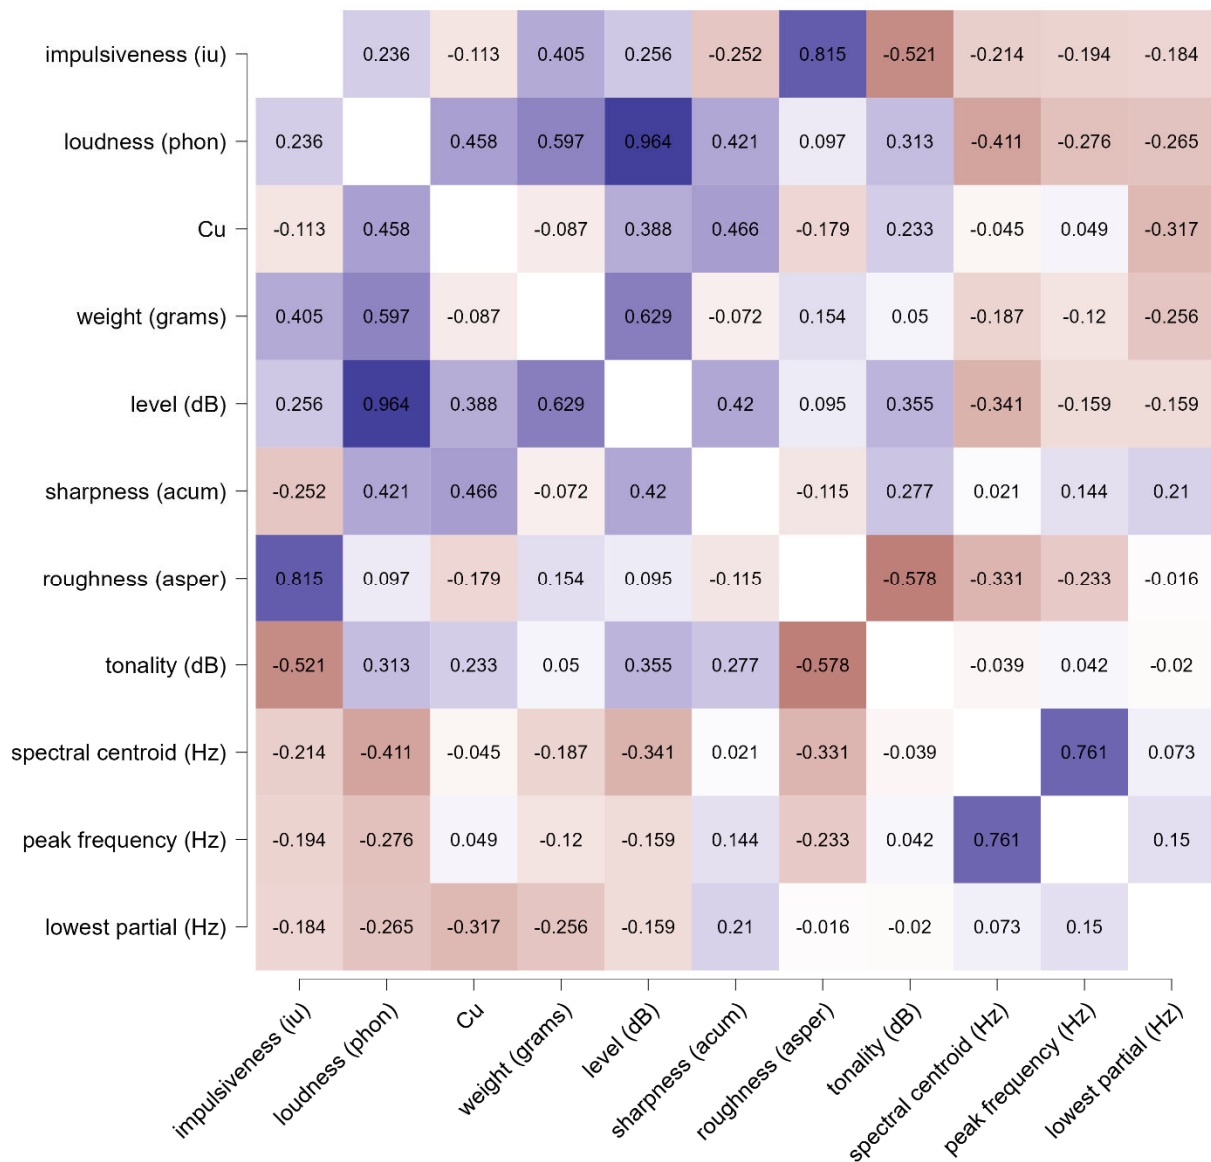 impulsiveness (iu) 0.236 -0.113 0.405 0.256 -0.252 0.815 -0.521 -0.214 -0.194 -0.184
loudness (phon) 0.236 0.458 0.597 0.964 0.421 0.097 0.313 -0.411 -0.276 -0.265
Cu -0.113 0.458 -0.087 0.388 0.466 -0.179 0.233 -0.045 0.049 -0.317
weight (grams) 0.405 0.597 -0.087 0.629 -0.072 0.154 0.05 -0.187 -0.12 -0.256
level (dB) 0.256 0.964 0.388 0.629 0.42 0.095 0.355 -0.341 -0.159 -0.159
sharpness (acum) -0.252 0.421 0.466 -0.072 0.42 -0.115 0.277 0.021 0.144 0.21
roughness (asper) 0.815 0.097 -0.179 0.154 0.095 -0.115 -0.578 -0.331 -0.233 -0.016
tonality (dB) -0.521 0.313 0.233 0.05 0.355 0.277 -0.578 -0.039 0.042 -0.02
spectral centroid (Hz) -0.214 -0.411 -0.045 -0.187 -0.341 0.021 -0.331 -0.039 0.761 0.073
peak frequency (Hz) -0.194 -0.276 0.049 -0.12 -0.159 0.144 -0.233 0.042 0.761 0.15
lowest partial (Hz) -0.184 -0.265 -0.317 -0.256 -0.159 0.21 -0.016 -0.02 0.073 0.15
impulsiveness (iu)
loudness (phon)
Cu
weight (grams)
level (dB)
sharpness (acum)
roughness (asper)
tonality (dB)
spectral centroid (Hz)
peak frequency (Hz)
lowest partial (Hz)